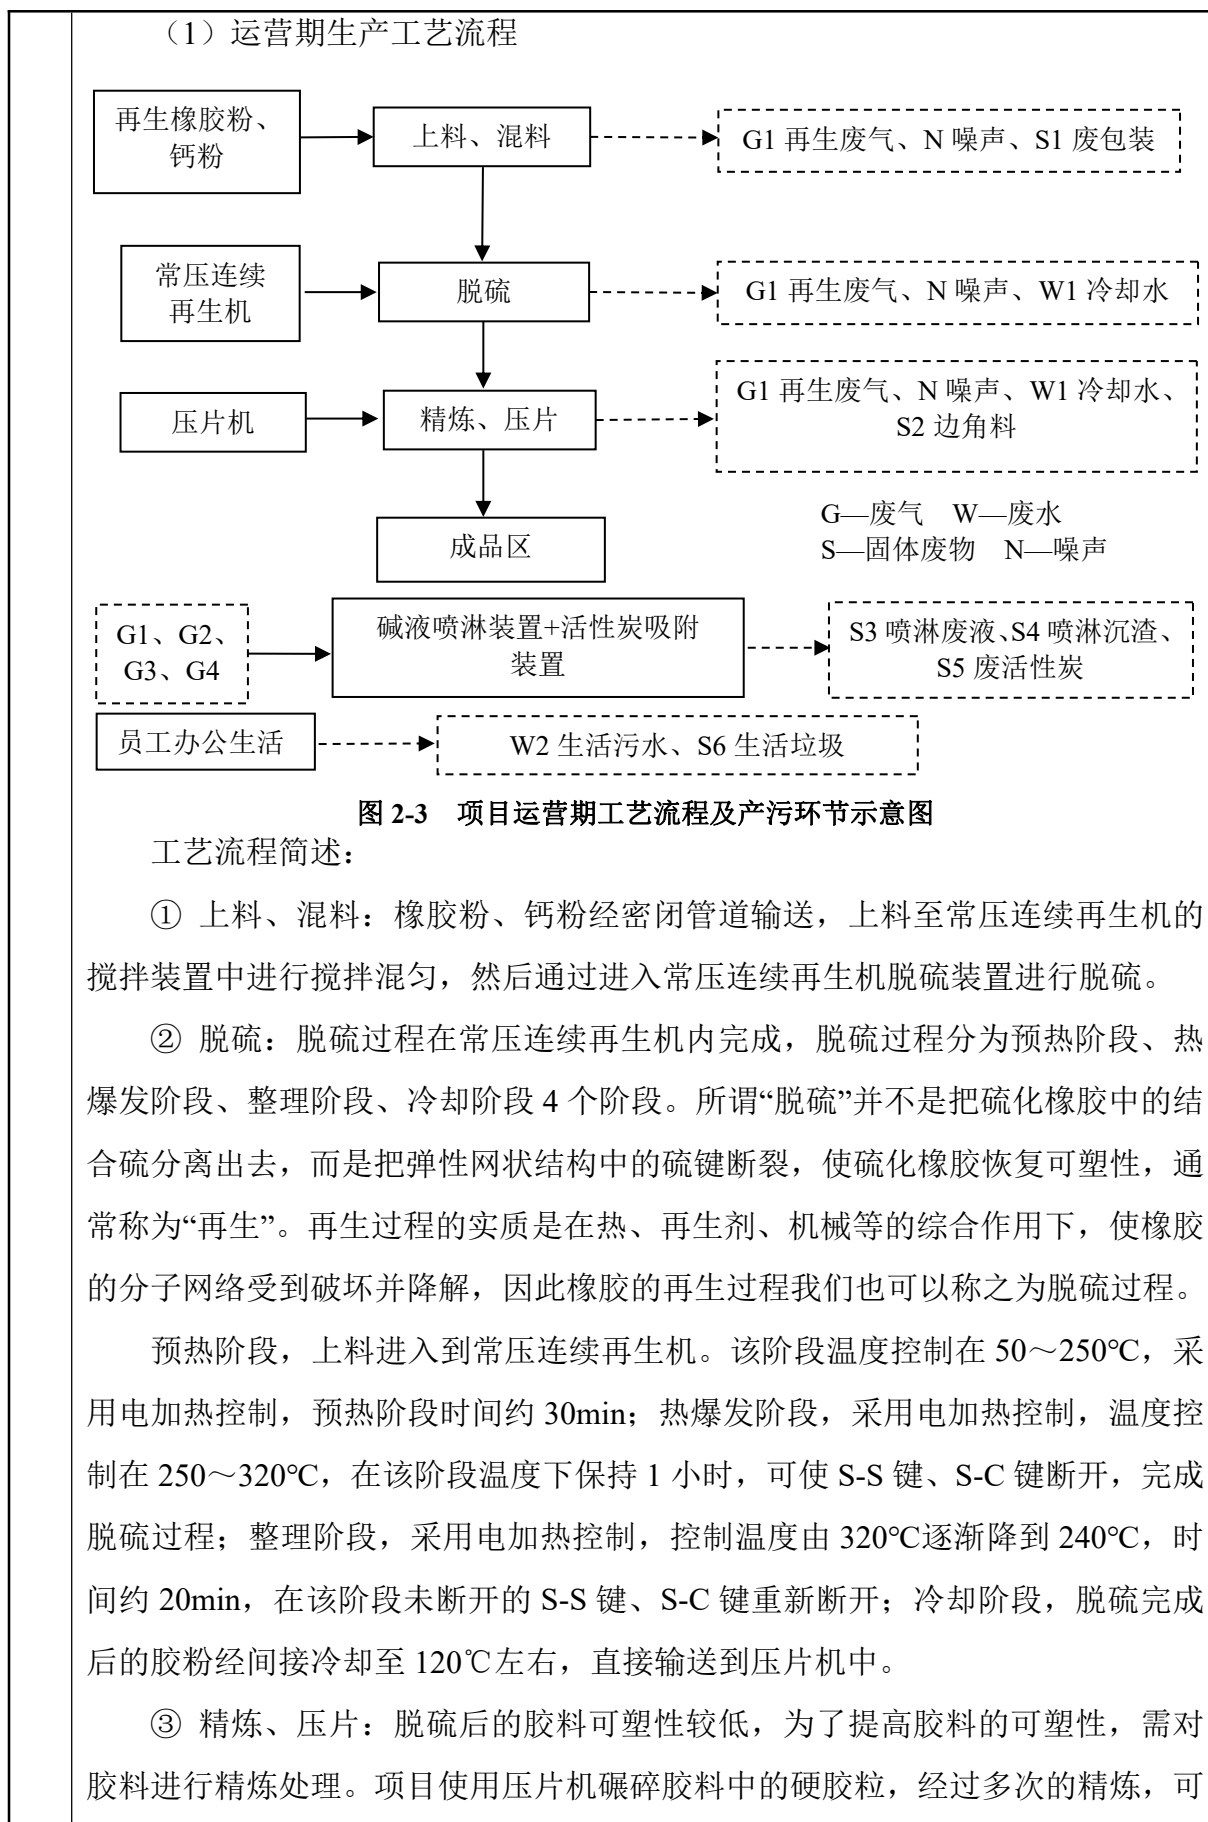 （1）运营期生产工艺流程
再生橡胶粉、
钙粉
上料、混料
G1 再生废气、N 噪声、S1 废包装
常压连续
再生机
脱硫
G1 再生废气、N 噪声、W1 冷却水
压片机
精炼、压片
G1 再生废气、N 噪声、W1 冷却水、
S2 边角料
成品区
G—废气 W—废水
S—固体废物 N—噪声
G1、G2、
G3、G4
碱液喷淋装置+活性炭吸附
装置
S3 喷淋废液、S4 喷淋沉渣、
S5 废活性炭
员工办公生活
W2 生活污水、S6 生活垃圾
图 2-3 项目运营期工艺流程及产污环节示意图
工艺流程简述：
① 上料、混料：橡胶粉、钙粉经密闭管道输送，上料至常压连续再生机的
搅拌装置中进行搅拌混匀，然后通过进入常压连续再生机脱硫装置进行脱硫。
② 脱硫：脱硫过程在常压连续再生机内完成，脱硫过程分为预热阶段、热
爆发阶段、整理阶段、冷却阶段 4 个阶段。所谓“脱硫”并不是把硫化橡胶中的结
合硫分离出去，而是把弹性网状结构中的硫键断裂，使硫化橡胶恢复可塑性，通
常称为“再生”。再生过程的实质是在热、再生剂、机械等的综合作用下，使橡胶
的分子网络受到破坏并降解，因此橡胶的再生过程我们也可以称之为脱硫过程。
预热阶段，上料进入到常压连续再生机。该阶段温度控制在 50～250℃，采
用电加热控制，预热阶段时间约 30min；热爆发阶段，采用电加热控制，温度控
制在 250～320℃，在该阶段温度下保持 1 小时，可使 S-S 键、S-C 键断开，完成
脱硫过程；整理阶段，采用电加热控制，控制温度由 320℃逐渐降到 240℃，时
间约 20min，在该阶段未断开的 S-S 键、S-C 键重新断开；冷却阶段，脱硫完成
后的胶粉经间接冷却至 120℃左右，直接输送到压片机中。
③ 精炼、压片：脱硫后的胶料可塑性较低，为了提高胶料的可塑性，需对
胶料进行精炼处理。项目使用压片机碾碎胶料中的硬胶粒，经过多次的精炼，可